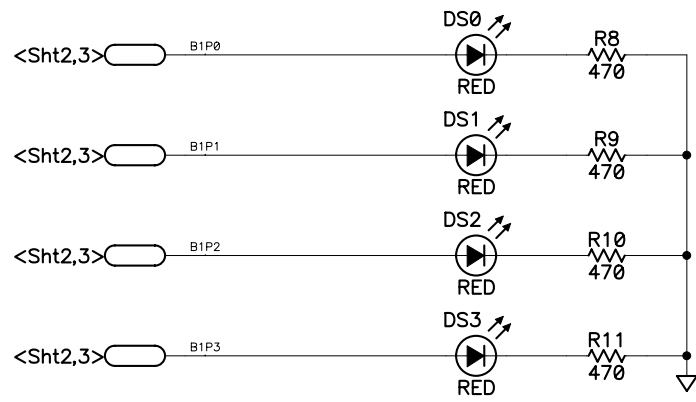 DS0
<Sht2,3> B1P0 R8
RED 470
DS1
<Sht2,3> B1P1 R9
RED 470
DS2
<Sht2,3> B1P2 R10
RED 470
DS3
<Sht2,3> B1P3 R11
RED 470